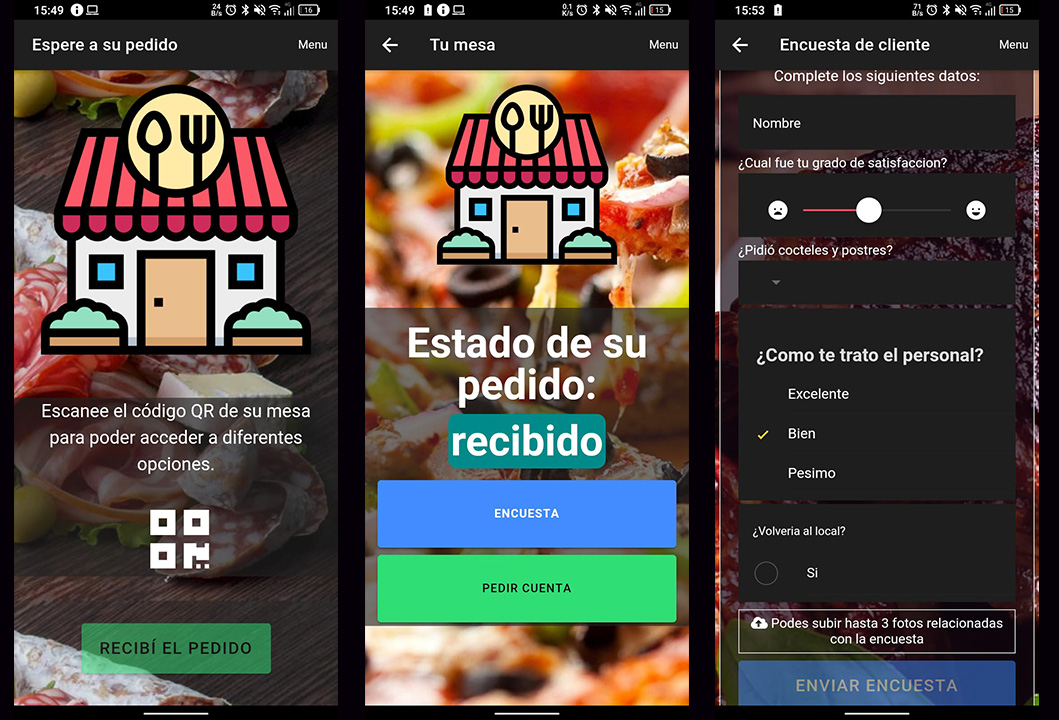 15:49
24 B/s
16
Espere a su pedido
Menu
Escanee el código QR de su mesa
para poder acceder a diferentes
opciones.
RECIBÍ EL PEDIDO
15:49
0.1 K/s
15
Tu mesa
Menu
Estado de su
pedido:
recibido
ENCUESTA
PEDIR CUENTA
15:53
71 B/s
15
Encuesta de cliente
Menu
Complete los siguientes datos:
Nombre
¿Cual fue tu grado de satisfaccion?
¿Pidió cocteles y postres?
¿Como te trato el personal?
Excelente
Bien
Pesimo
¿Volveria al local?
Si
Podes subir hasta 3 fotos relacionadas
con la encuesta
ENVIAR ENCUESTA